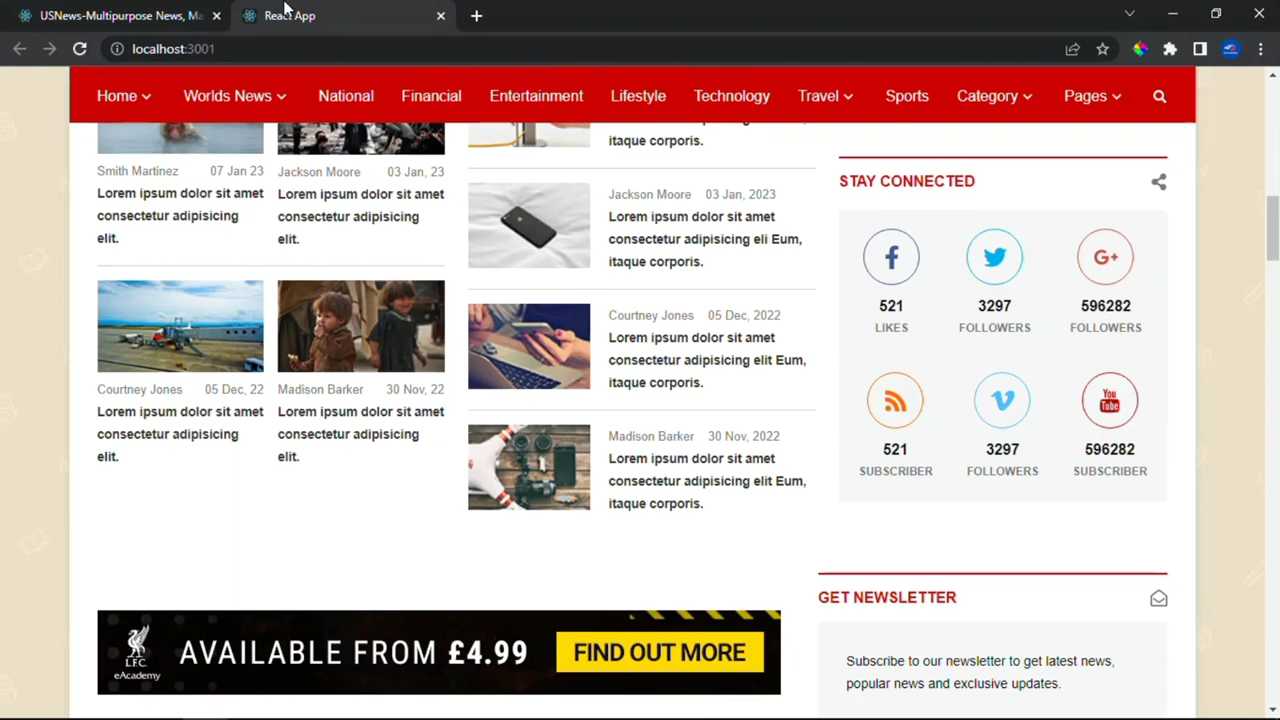 USNews-Multipurpose News, Ma
React App
localhost:3001
Home
Worlds News
National
Financial
Entertainment
Lifestyle
Technology
Travel
Sports
Category
Pages
itaque corporis.
Smith Martinez 07 Jan 23
Lorem ipsum dolor sit amet
consectetur adipisicing
elit.
Jackson Moore 03 Jan, 23
Lorem ipsum dolor sit amet
consectetur adipisicing
elit.
Courtney Jones 05 Dec, 22
Lorem ipsum dolor sit amet
consectetur adipisicing
elit.
Madison Barker 30 Nov, 22
Lorem ipsum dolor sit amet
consectetur adipisicing
elit.
Jackson Moore 03 Jan, 2023
Lorem ipsum dolor sit amet
consectetur adipisicing eli Eum,
itaque corporis.
Courtney Jones 05 Dec, 2022
Lorem ipsum dolor sit amet
consectetur adipisicing elit Eum,
itaque corporis.
Madison Barker 30 Nov, 2022
Lorem ipsum dolor sit amet
consectetur adipisicing elit Eum,
itaque corporis.
STAY CONNECTED
G+
521
LIKES
3297
FOLLOWERS
596282
FOLLOWERS
You
Tube
521
SUBSCRIBER
3297
FOLLOWERS
596282
SUBSCRIBER
L.F.C.
eAcademy
AVAILABLE FROM £4.99
FIND OUT MORE
GET NEWSLETTER
Subscribe to our newsletter to get latest news,
popular news and exclusive updates.